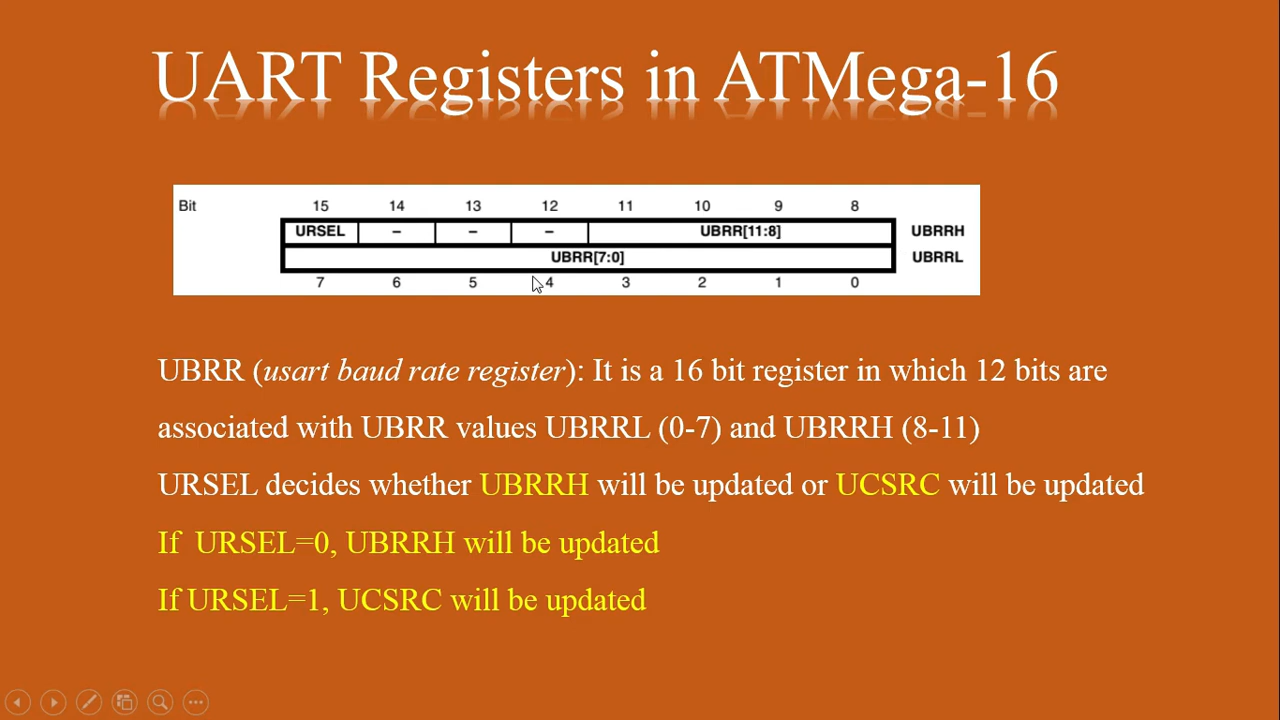 UART Registers in ATMega-16
Bit 15 14 13 12 11 10 9 8
URSEL – – – UBRR[11:8] UBRRH
UBRR[7:0] UBRRL
7 6 5 4 3 2 1 0
UBRR (usart baud rate register): It is a 16 bit register in which 12 bits are
associated with UBRR values UBRRL (0-7) and UBRRH (8-11)
URSEL decides whether UBRRH will be updated or UCSRC will be updated
If URSEL=0, UBRRH will be updated
If URSEL=1, UCSRC will be updated